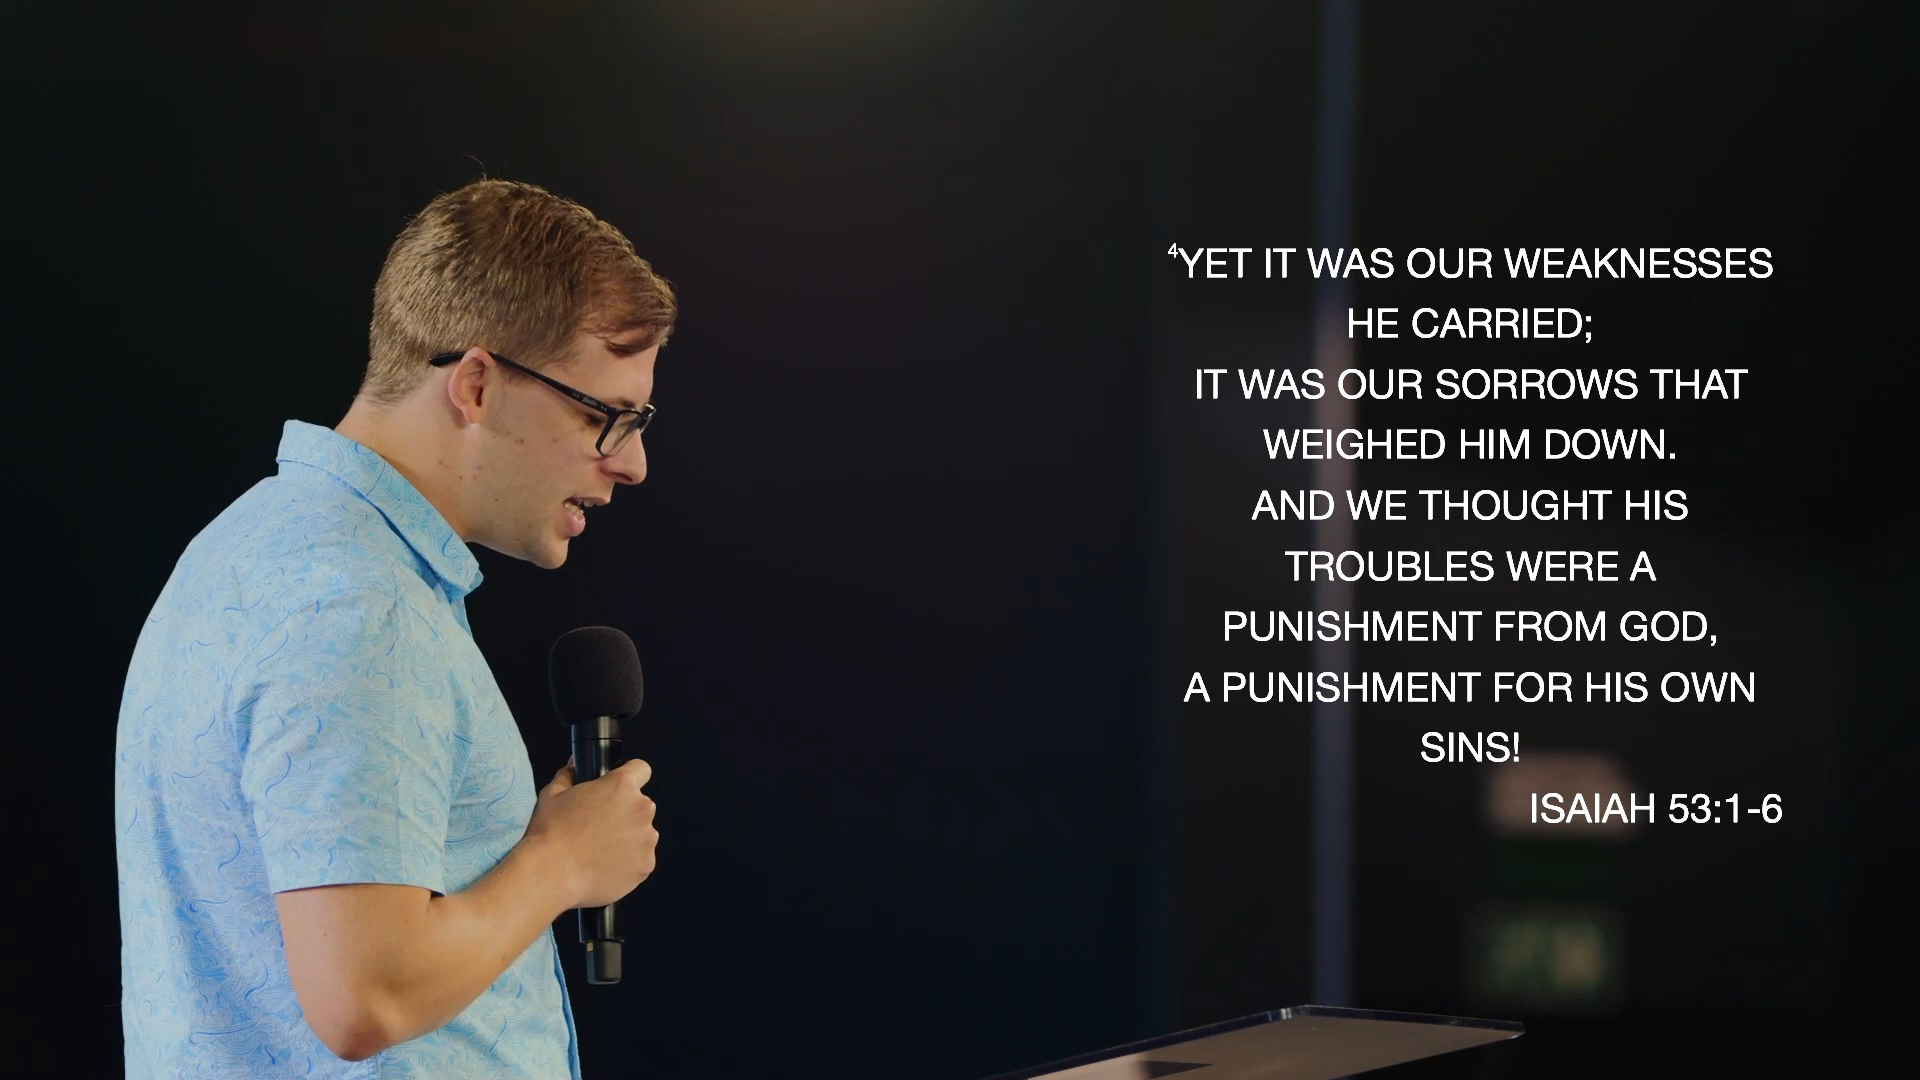 ⁴YET IT WAS OUR WEAKNESSES
HE CARRIED;
IT WAS OUR SORROWS THAT
WEIGHED HIM DOWN.
AND WE THOUGHT HIS
TROUBLES WERE A
PUNISHMENT FROM GOD,
A PUNISHMENT FOR HIS OWN
SINS!
ISAIAH 53:1-6